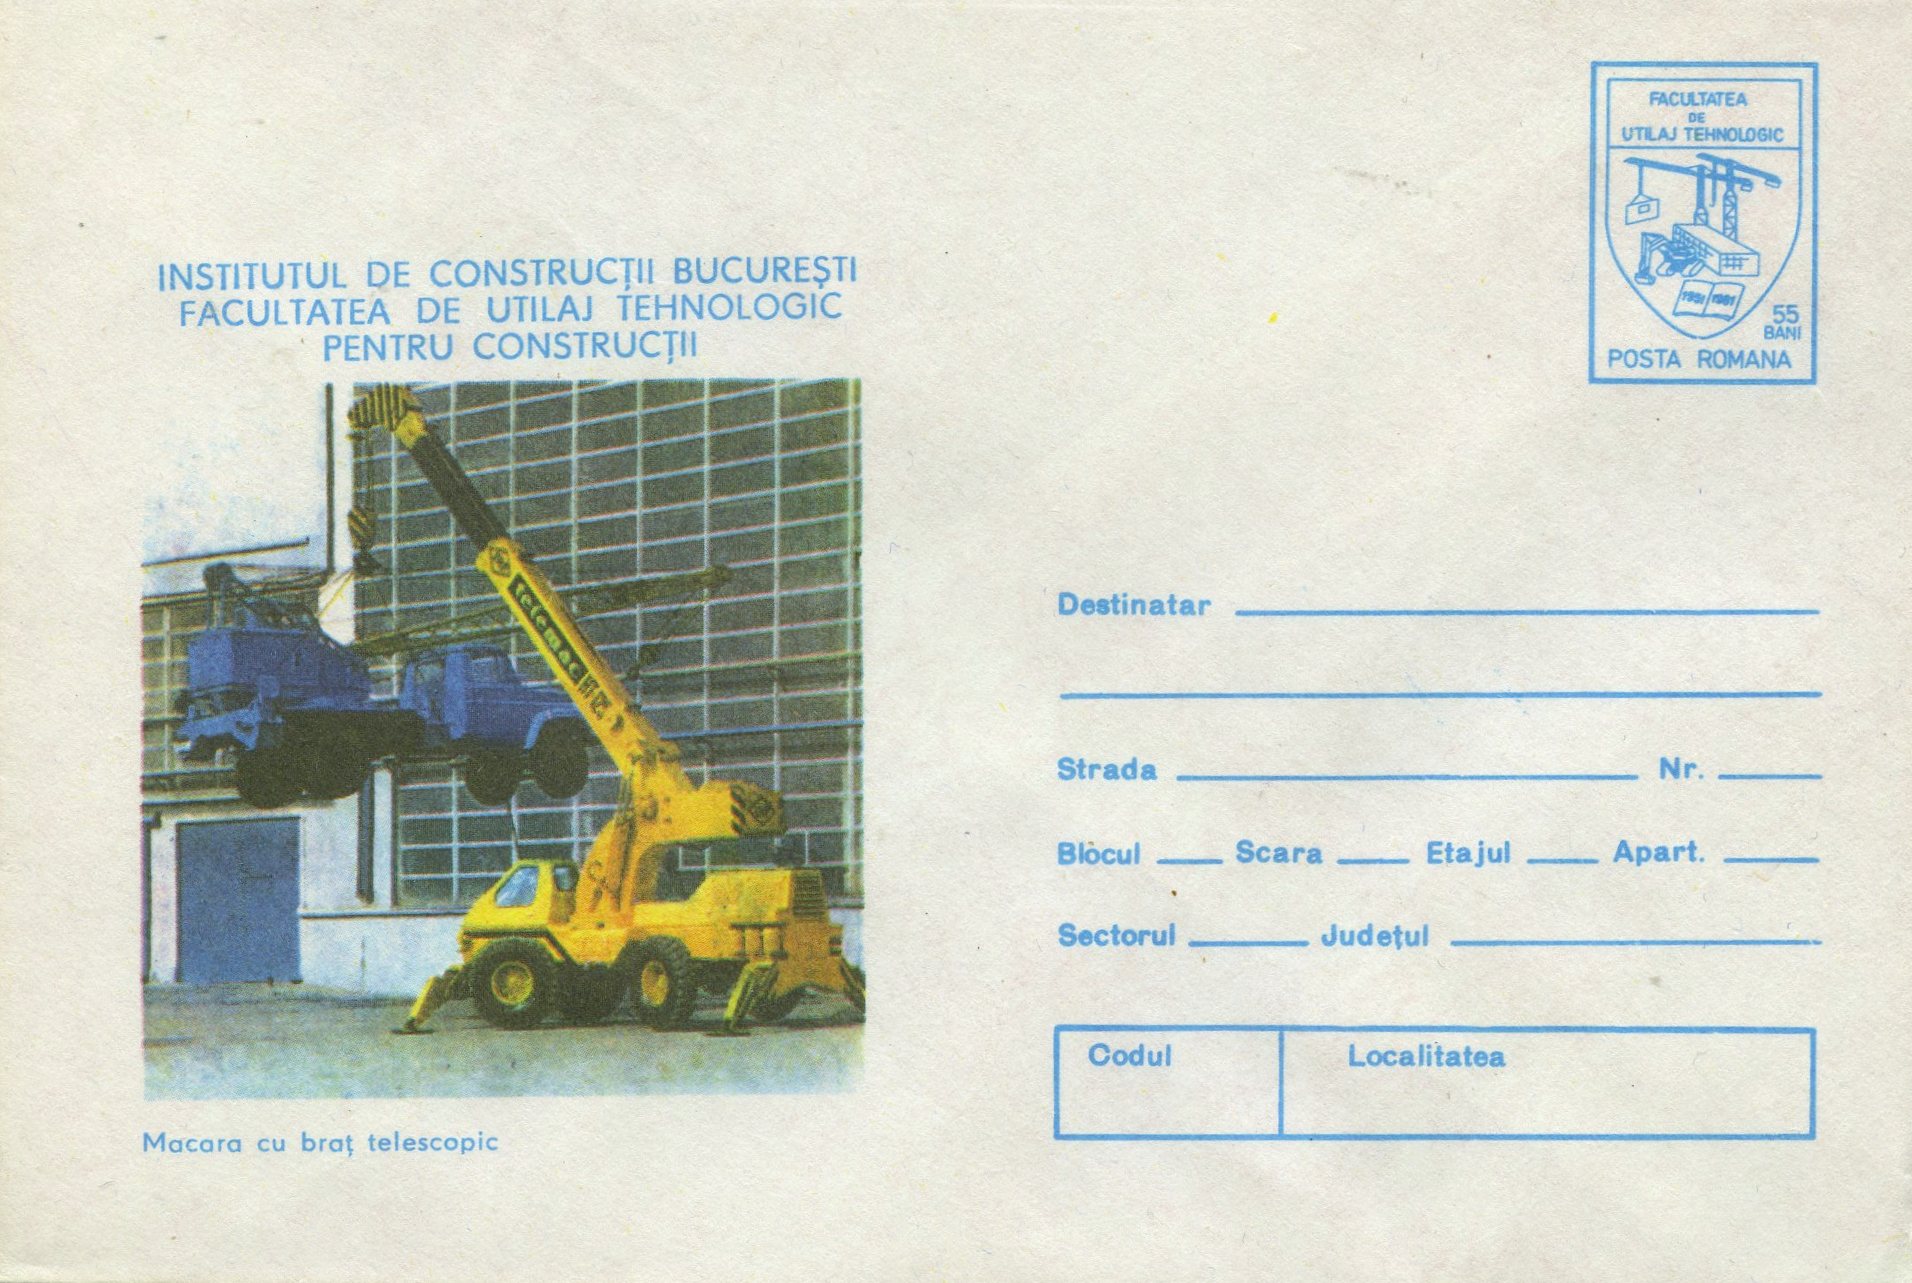 INSTITUTUL DE CONSTRUCȚII BUCUREȘTI
FACULTATEA DE UTILAJ TEHNOLOGIC
PENTRU CONSTRUCȚII
telemac
Macara cu braț telescopic
FACULTATEA
DE
UTILAJ TEHNOLOGIC
1951 1981
55
BANI
POSTA ROMANA
Destinatar
Strada Nr.
Blocul Scara Etajul Apart.
Sectorul Județul
Codul Localitatea